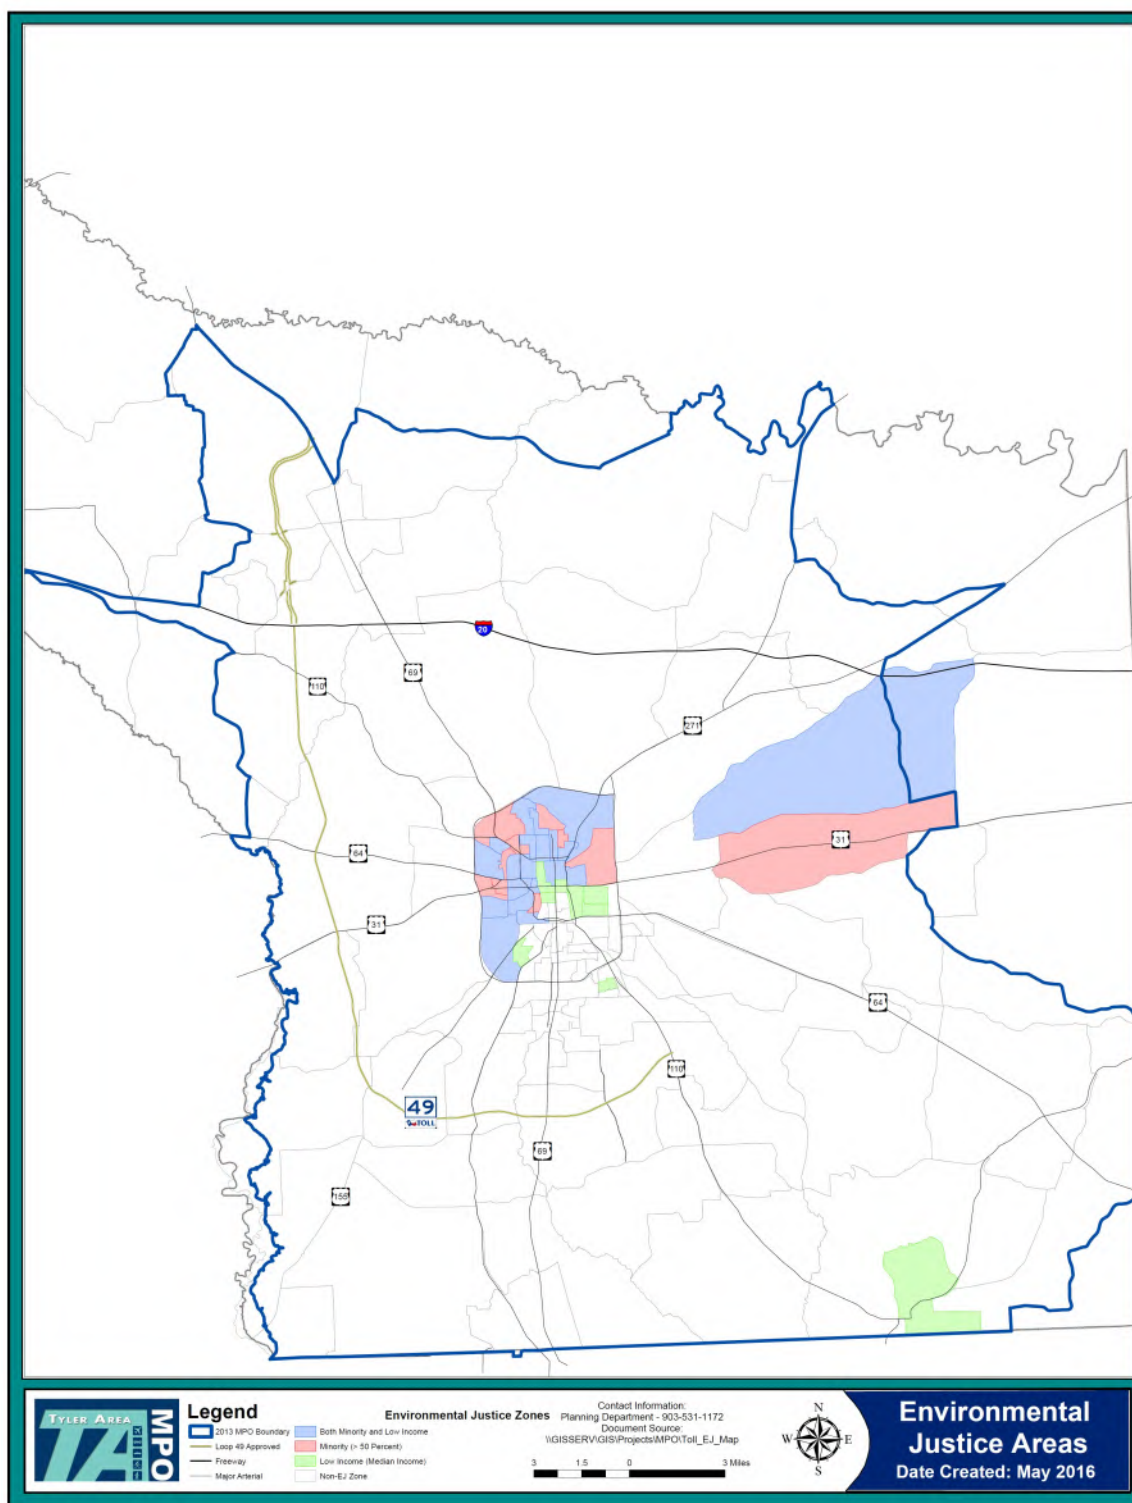 20
69
110
271
31
64
31
64
110
49
TOLL
69
155
TYLER AREA
TA
MPO
Legend
2013 MPO Boundary
Loop 49 Approved
Freeway
Major Arterial
Environmental Justice Zones
Both Minority and Low Income
Minority (> 50 Percent)
Low Income (Median Income)
Non-EJ Zone
Contact Information:
Planning Department - 903-531-1172
Document Source:
\\GISSERV\GIS\Projects\MPO\Toll_EJ_Map
3 1.5 0 3 Miles
N
W E
S
Environmental
Justice Areas
Date Created: May 2016